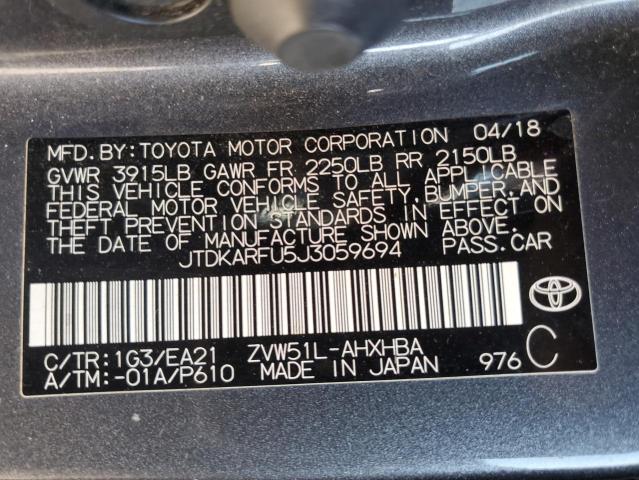 MFD. BY: TOYOTA MOTOR CORPORATION 04/18
GVWR 3915LB GAWR FR 2250LB RR 2150LB
THIS VEHICLE CONFORMS TO ALL APPLICABLE
FEDERAL MOTOR VEHICLE SAFETY, BUMPER, AND
THEFT PREVENTION STANDARDS IN EFFECT ON
THE DATE OF MANUFACTURE SHOWN ABOVE.
JTDKARFU5J3059694 PASS. CAR
C/TR: 1G3/EA21 ZVW51L-AHXHBA
A/TM: -01A/P610 MADE IN JAPAN 976 C